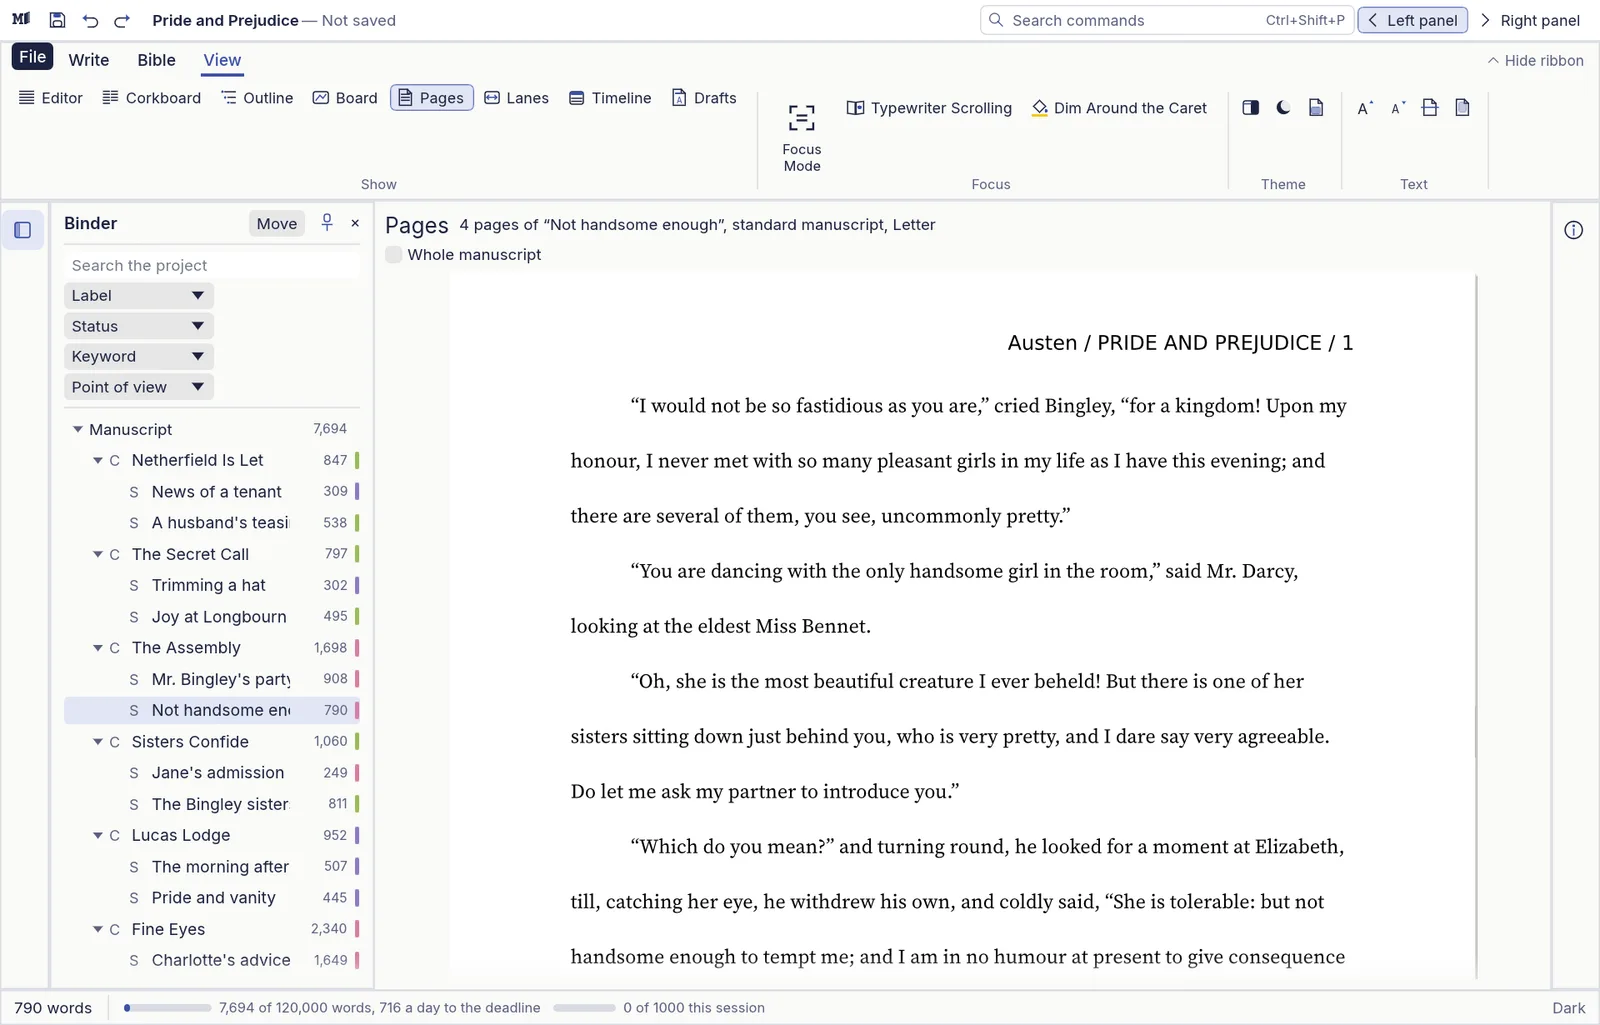 Pride and Prejudice — Not saved
Search commands Ctrl+Shift+P
Left panel
Right panel
File Write Bible View
Hide ribbon
Editor Corkboard Outline Board Pages Lanes Timeline Drafts
Show
Focus Mode
Typewriter Scrolling Dim Around the Caret
Focus
Theme
Text
Binder Move
Search the project
Label
Status
Keyword
Point of view
Manuscript 7,694
C Netherfield Is Let 847
S News of a tenant 309
S A husband's teasi 538
C The Secret Call 797
S Trimming a hat 302
S Joy at Longbourn 495
C The Assembly 1,698
S Mr. Bingley's party 908
S Not handsome en 790
C Sisters Confide 1,060
S Jane's admission 249
S The Bingley sister 811
C Lucas Lodge 952
S The morning after 507
S Pride and vanity 445
C Fine Eyes 2,340
S Charlotte's advice 1,649
Pages 4 pages of “Not handsome enough”, standard manuscript, Letter
Whole manuscript
Austen / PRIDE AND PREJUDICE / 1
“I would not be so fastidious as you are,” cried Bingley, “for a kingdom! Upon my
honour, I never met with so many pleasant girls in my life as I have this evening; and
there are several of them, you see, uncommonly pretty.”
“You are dancing with the only handsome girl in the room,” said Mr. Darcy,
looking at the eldest Miss Bennet.
“Oh, she is the most beautiful creature I ever beheld! But there is one of her
sisters sitting down just behind you, who is very pretty, and I dare say very agreeable.
Do let me ask my partner to introduce you.”
“Which do you mean?” and turning round, he looked for a moment at Elizabeth,
till, catching her eye, he withdrew his own, and coldly said, “She is tolerable: but not
handsome enough to tempt me; and I am in no humour at present to give consequence
790 words
7,694 of 120,000 words, 716 a day to the deadline
0 of 1000 this session
Dark